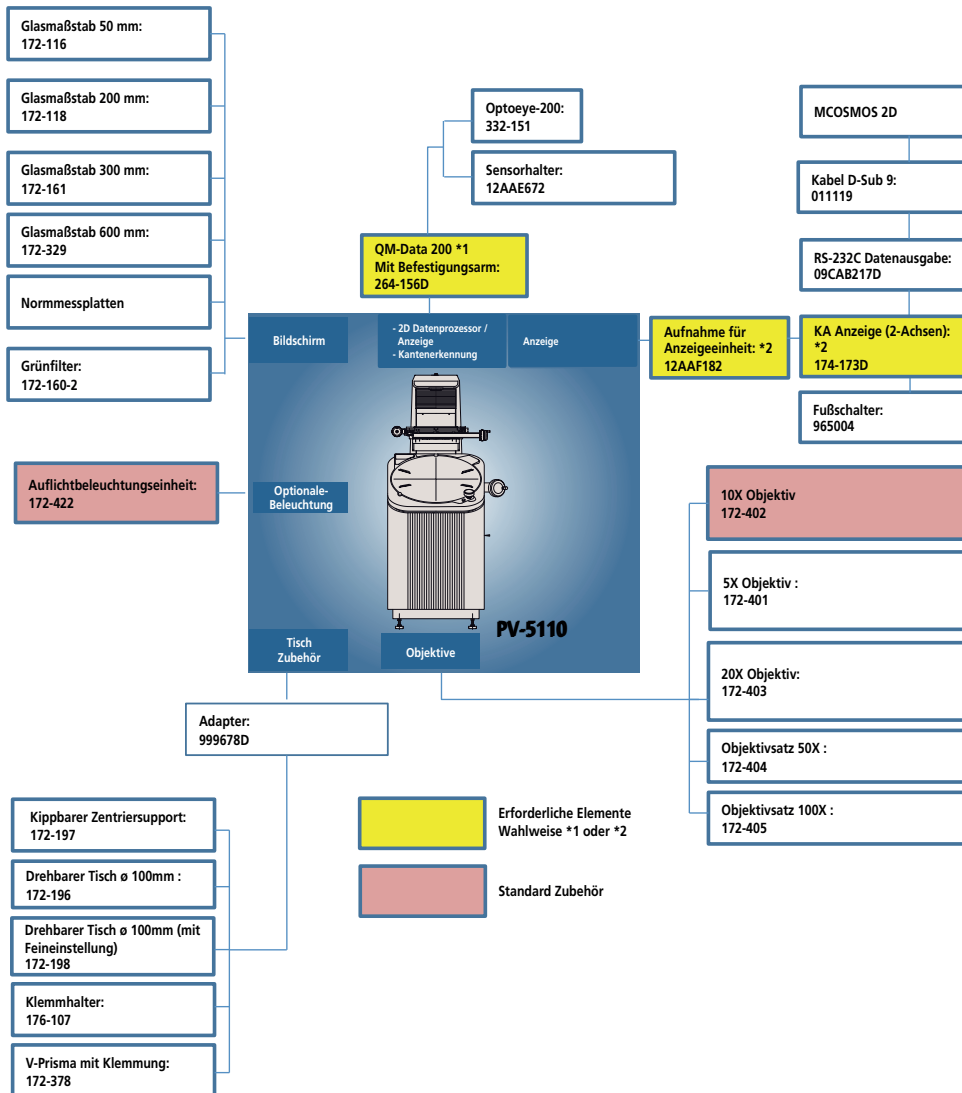 Glasmaßstab 50 mm:
172-116
Glasmaßstab 200 mm:
172-118
Glasmaßstab 300 mm:
172-161
Glasmaßstab 600 mm:
172-329
Normmessplatten
Grünfilter:
172-160-2
Optoeye-200:
332-151
Sensorhalter:
12AAE672
QM-Data 200 *1
Mit Befestigungsarm:
264-156D
MCOSMOS 2D
Kabel D-Sub 9:
011119
RS-232C Datenausgabe:
09CAB217D
Aufnahme für
Anzeigeeinheit: *2
12AAF182
KA Anzeige (2-Achsen):
*2
174-173D
Fußschalter:
965004
Bildschirm
- 2D Datenprozessor /
Anzeige
- Kantenerkennung
Anzeige
Auflichtbeleuchtungseinheit:
172-422
Optionale-
Beleuchtung
PV-5110
Tisch
Zubehör
Objektive
10X Objektiv
172-402
5X Objektiv :
172-401
20X Objektiv:
172-403
Objektivsatz 50X :
172-404
Objektivsatz 100X :
172-405
Adapter:
999678D
Kippbarer Zentriersupport:
172-197
Drehbarer Tisch ø 100mm :
172-196
Drehbarer Tisch ø 100mm (mit
Feineinstellung)
172-198
Klemmhalter:
176-107
V-Prisma mit Klemmung:
172-378
Erforderliche Elemente
Wahlweise *1 oder *2
Standard Zubehör